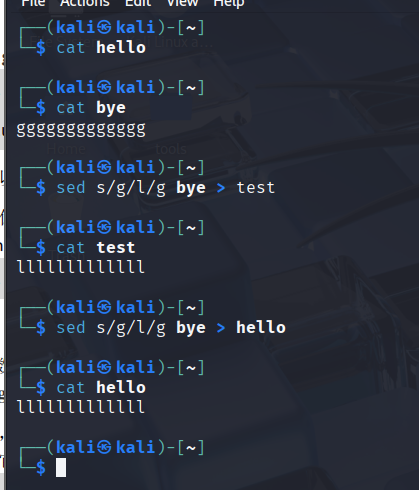 File Actions Edit View Help
┌──(kali㉿kali)-[~]
└─$ cat hello
┌──(kali㉿kali)-[~]
└─$ cat bye
ggggggggggggg
┌──(kali㉿kali)-[~]
└─$ sed s/g/l/g bye > test
┌──(kali㉿kali)-[~]
└─$ cat test
lllllllllllll
┌──(kali㉿kali)-[~]
└─$ sed s/g/l/g bye > hello
┌──(kali㉿kali)-[~]
└─$ cat hello
lllllllllllll
┌──(kali㉿kali)-[~]
└─$